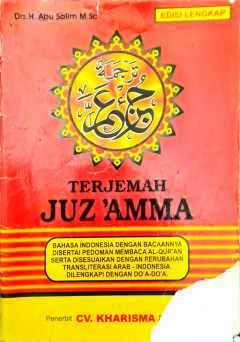 Drs.H. Abu Salim M.Sc
EDISI LENGKAP
ترجمة
جزء عم
TERJEMAH
JUZ 'AMMA
BAHASA INDONESIA DENGAN BACAANNYA
DISERTAI PEDOMAN MEMBACA AL-QUR'AN
SERTA DISESUAIKAN DENGAN PERUBAHAN
TRANSLITERASI ARAB - INDONESIA.
DILENGKAPI DENGAN DO'A-DO'A.
Penerbit CV. KHARISMA